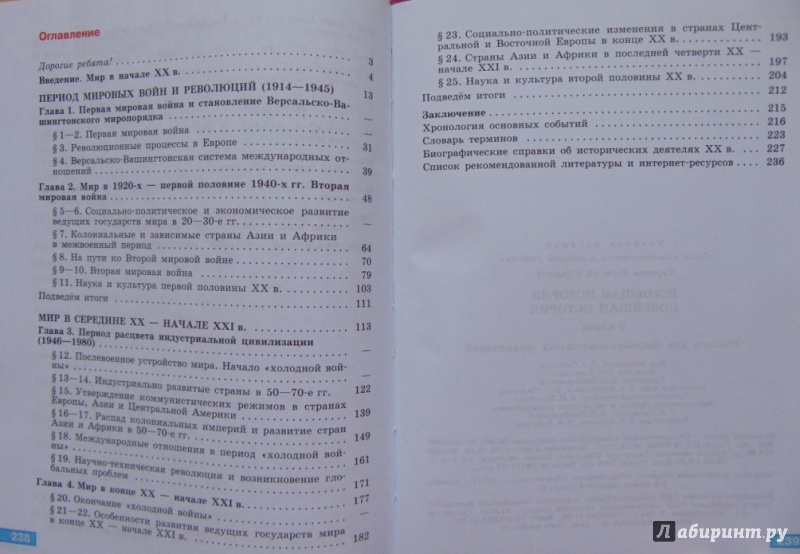 Оглавление
Дорогие ребята! 3
Введение. Мир в начале XX в. 4
ПЕРИОД МИРОВЫХ ВОЙН И РЕВОЛЮЦИЙ (1914—1945) 13
Глава 1. Первая мировая война и становление Версальско-Ва-
шингтонского миропорядка —
§ 1—2. Первая мировая война —
§ 3. Революционные процессы в Европе 31
§ 4. Версальско-Вашингтонская система международных от-
ношений 39
Глава 2. Мир в 1920-х — первой половине 1940-х гг. Вторая
мировая война 48
§ 5—6. Социально-политическое и экономическое развитие
ведущих государств мира в 20—30-е гг. —
§ 7. Колониальные и зависимые страны Азии и Африки
в межвоенный период 64
§ 8. На пути ко Второй мировой войне 70
§ 9—10. Вторая мировая война 79
§ 11. Наука и культура первой половины XX в. 103
Подведём итоги 111
МИР В СЕРЕДИНЕ XX — НАЧАЛЕ XXI в. 113
Глава 3. Период расцвета индустриальной цивилизации
(1946—1980) —
§ 12. Послевоенное устройство мира. Начало «холодной вой-
ны» —
§ 13—14. Индустриально развитые страны в 50—70-е гг. 122
§ 15. Утверждение коммунистических режимов в странах
Европы, Азии и Центральной Америки 139
§ 16—17. Распад колониальных империй и развитие стран
Азии и Африки в 50—70-е гг. 149
§ 18. Международные отношения в период «холодной вой-
ны» 161
§ 19. Научно-техническая революция и возникновение гло-
бальных проблем 171
Глава 4. Мир в конце XX — начале XXI в. 177
§ 20. Окончание «холодной войны» —
§ 21—22. Особенности развития ведущих государств мира
в конце XX — начале XXI в. 182
238
§ 23. Социально-политические изменения в странах Цент-
ральной и Восточной Европы в конце XX в. 193
§ 24. Страны Азии и Африки в последней четверти XX —
начале XXI в. 197
§ 25. Наука и культура второй половины XX в. 204
Подведём итоги 212
Заключение 215
Хронология основных событий 216
Словарь терминов 223
Биографические справки об исторических деятелях XX в. 227
Список рекомендованной литературы и интернет-ресурсов 236
Лабиринт.ру